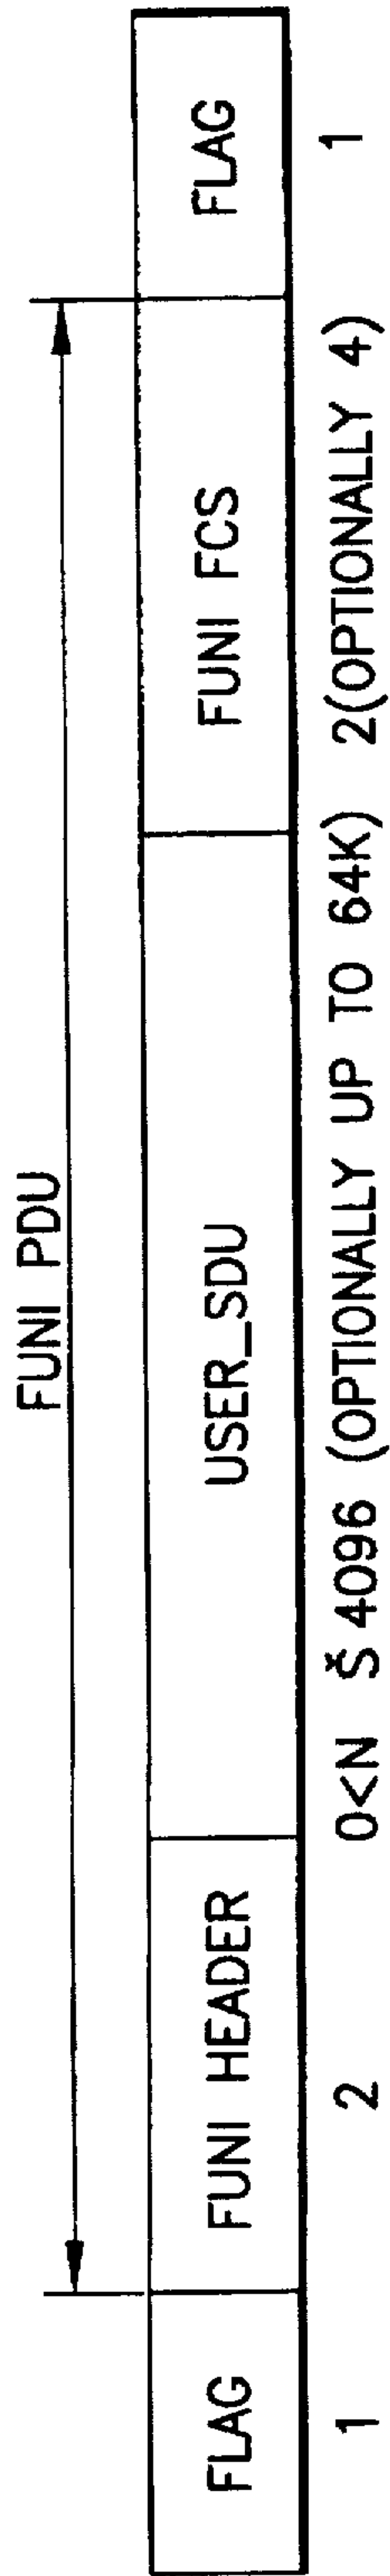 FUNI PDU
FLAG FUNI HEADER USER_SDU FUNI FCS FLAG
1 2 0<N Š 4096 (OPTIONALLY UP TO 64K) 2(OPTIONALLY 4) 1